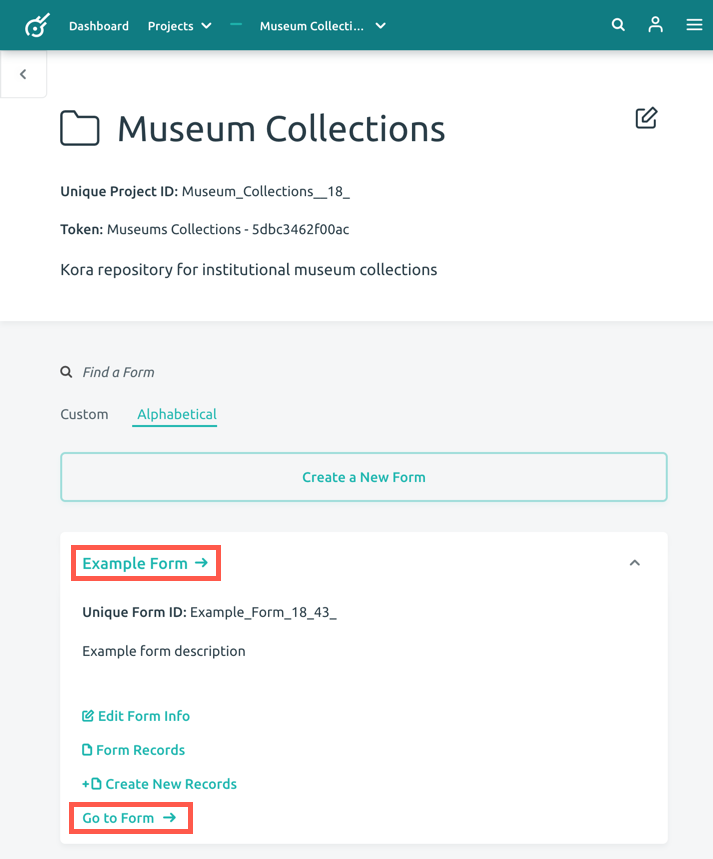 Dashboard Projects Museum Collecti...
Museum Collections
Unique Project ID: Museum_Collections__18_
Token: Museums Collections - 5dbc3462f00ac
Kora repository for institutional museum collections
Find a Form
Custom Alphabetical
Create a New Form
Example Form →
Unique Form ID: Example_Form_18_43_
Example form description
Edit Form Info
Form Records
+ Create New Records
Go to Form →